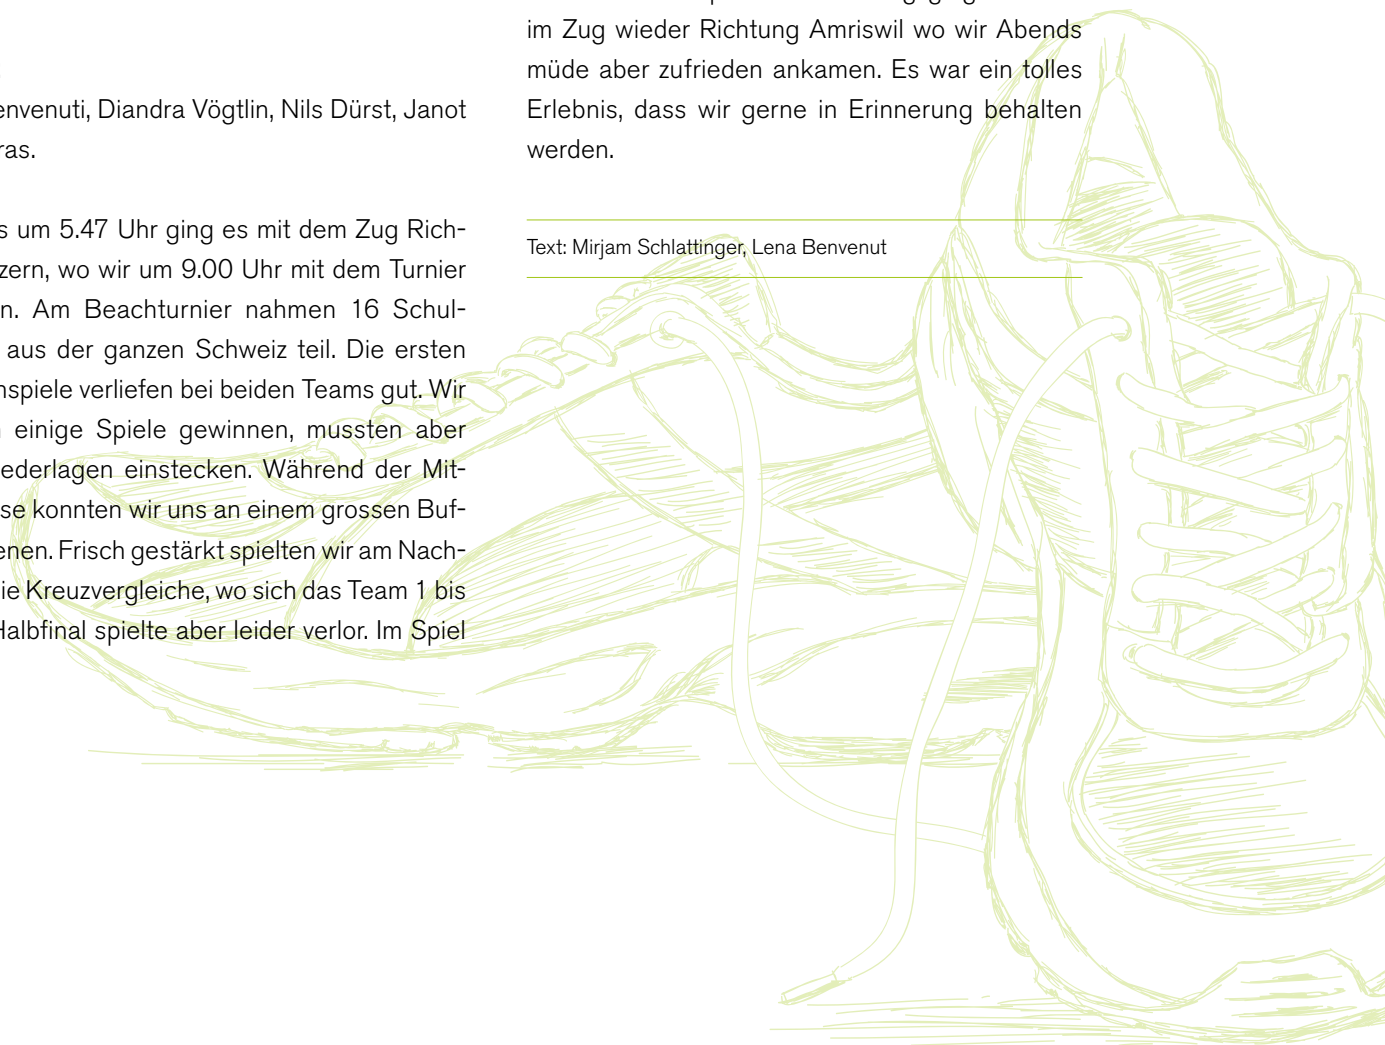 envenuti, Diandra Vögtlin, Nils Dürst, Janot
ras.
s um 5.47 Uhr ging es mit dem Zug Rich-
zern, wo wir um 9.00 Uhr mit dem Turnier
n. Am Beachturnier nahmen 16 Schul-
aus der ganzen Schweiz teil. Die ersten
nspiele verliefen bei beiden Teams gut. Wir
einige Spiele gewinnen, mussten aber
ederlagen einstecken. Während der Mit-
se konnten wir uns an einem grossen Buf-
enen. Frisch gestärkt spielten wir am Nach-
ie Kreuzvergleiche, wo sich das Team 1 bis
Halbfinal spielte aber leider verlor. Im Spiel
im Zug wieder Richtung Amriswil wo wir Abends
müde aber zufrieden ankamen. Es war ein tolles
Erlebnis, dass wir gerne in Erinnerung behalten
werden.
Text: Mirjam Schlattinger, Lena Benvenut